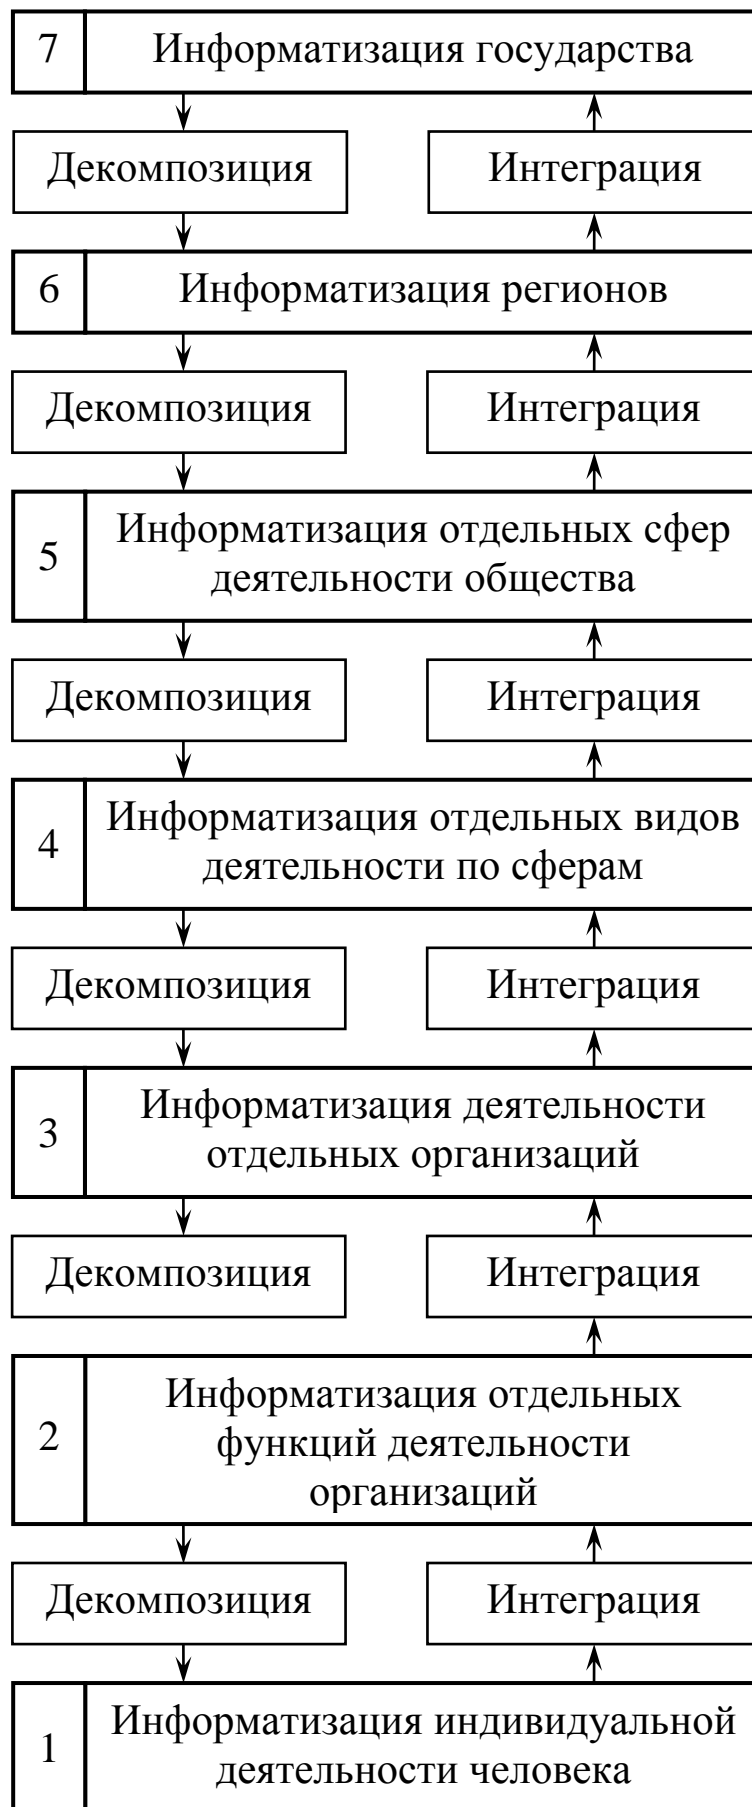 7 Информатизация государства
Декомпозиция Интеграция
6 Информатизация регионов
Декомпозиция Интеграция
5 Информатизация отдельных сфер
деятельности общества
Декомпозиция Интеграция
4 Информатизация отдельных видов
деятельности по сферам
Декомпозиция Интеграция
3 Информатизация деятельности
отдельных организаций
Декомпозиция Интеграция
2 Информатизация отдельных
функций деятельности
организаций
Декомпозиция Интеграция
1 Информатизация индивидуальной
деятельности человека